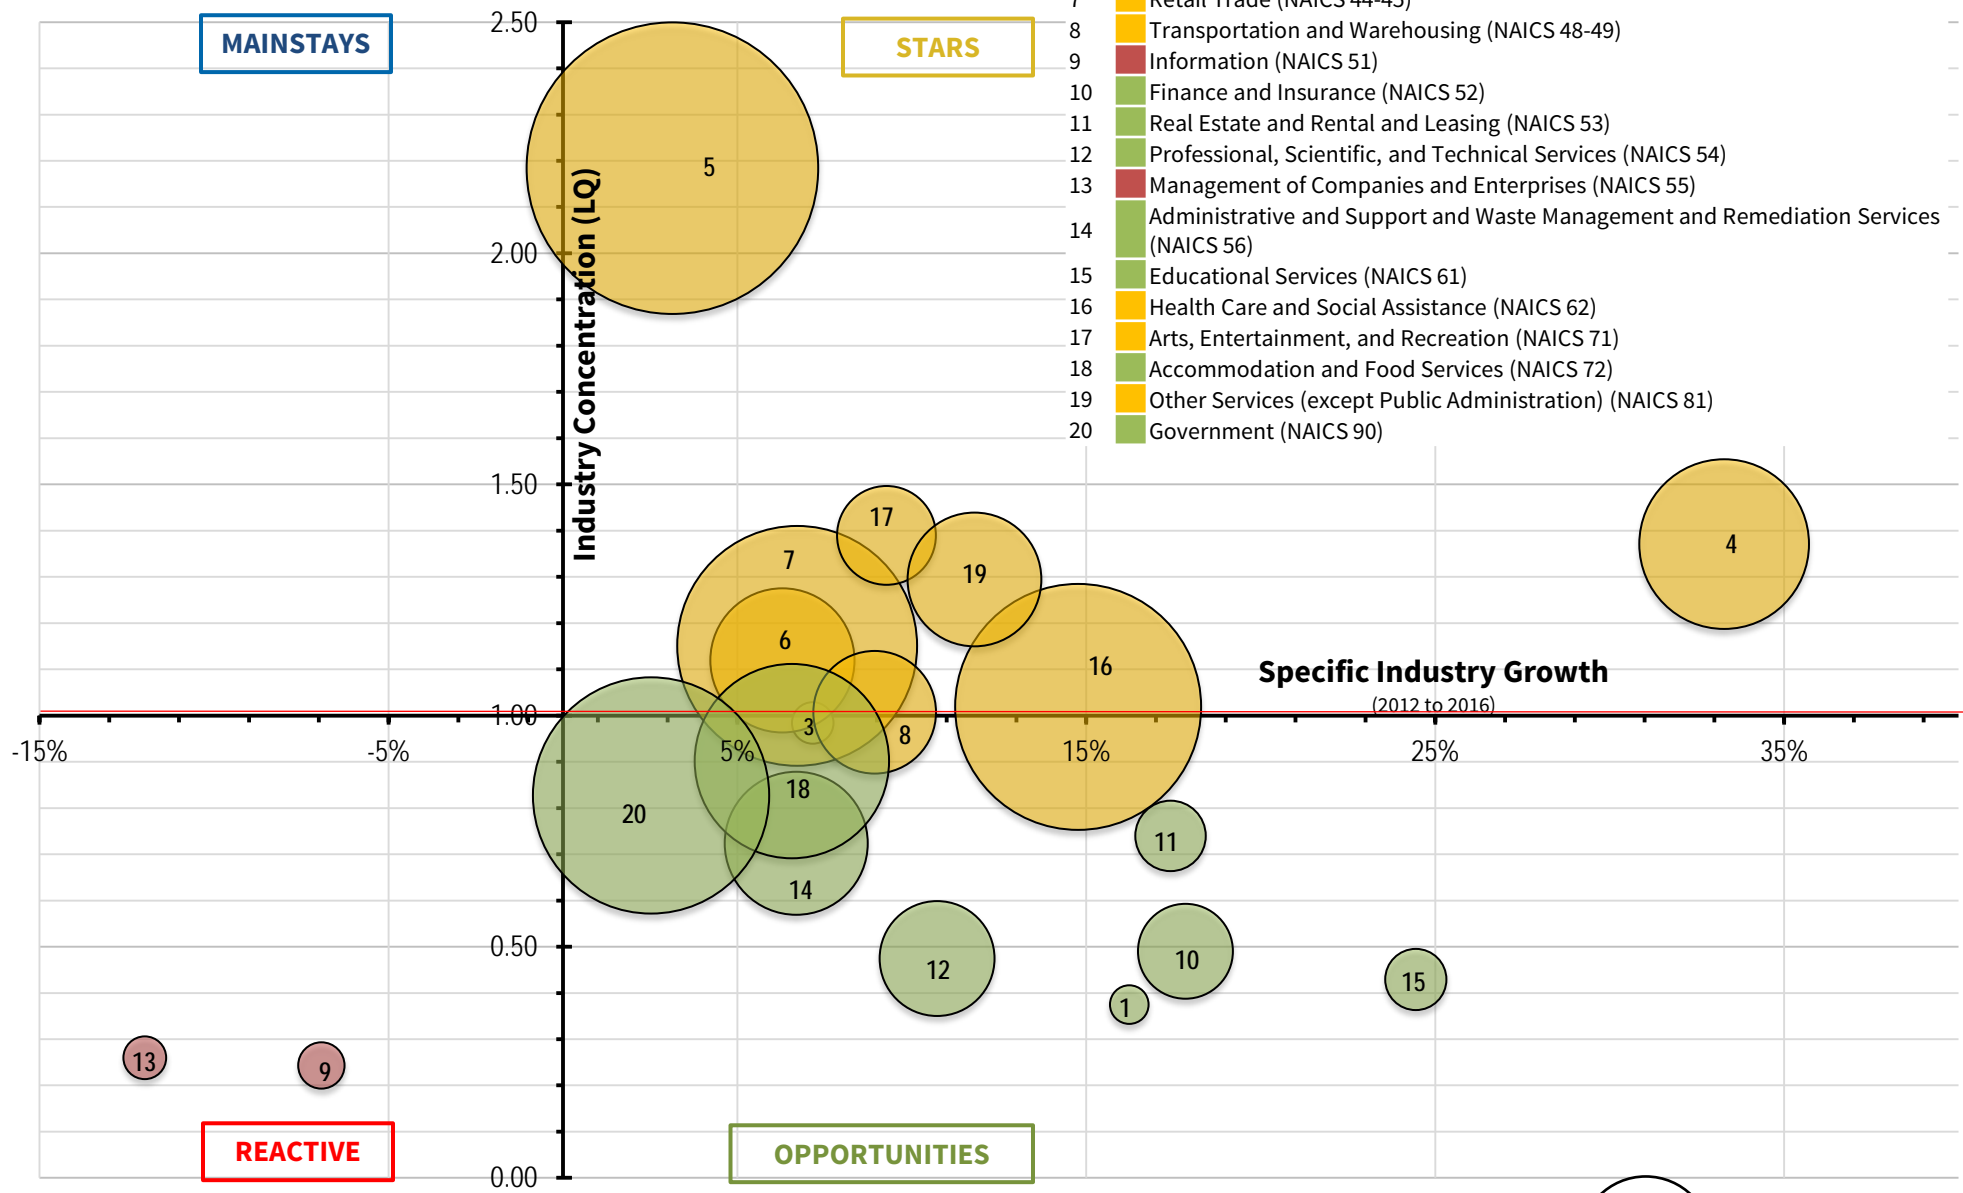 2.50
MAINSTAYS
STARS
7 Retail Trade (NAICS 44-45)
8 Transportation and Warehousing (NAICS 48-49)
9 Information (NAICS 51)
10 Finance and Insurance (NAICS 52)
11 Real Estate and Rental and Leasing (NAICS 53)
12 Professional, Scientific, and Technical Services (NAICS 54)
13 Management of Companies and Enterprises (NAICS 55)
14 Administrative and Support and Waste Management and Remediation Services
(NAICS 56)
15 Educational Services (NAICS 61)
16 Health Care and Social Assistance (NAICS 62)
17 Arts, Entertainment, and Recreation (NAICS 71)
18 Accommodation and Food Services (NAICS 72)
19 Other Services (except Public Administration) (NAICS 81)
20 Government (NAICS 90)
5
2.00
Industry Concentration (LQ)
1.50
17
4
7
19
6
16
Specific Industry Growth
(2012 to 2016)
1.00
3
8
-15%
-5%
5%
15%
25%
35%
18
20
11
14
0.50
12
10
15
1
13
9
REACTIVE
OPPORTUNITIES
0.00